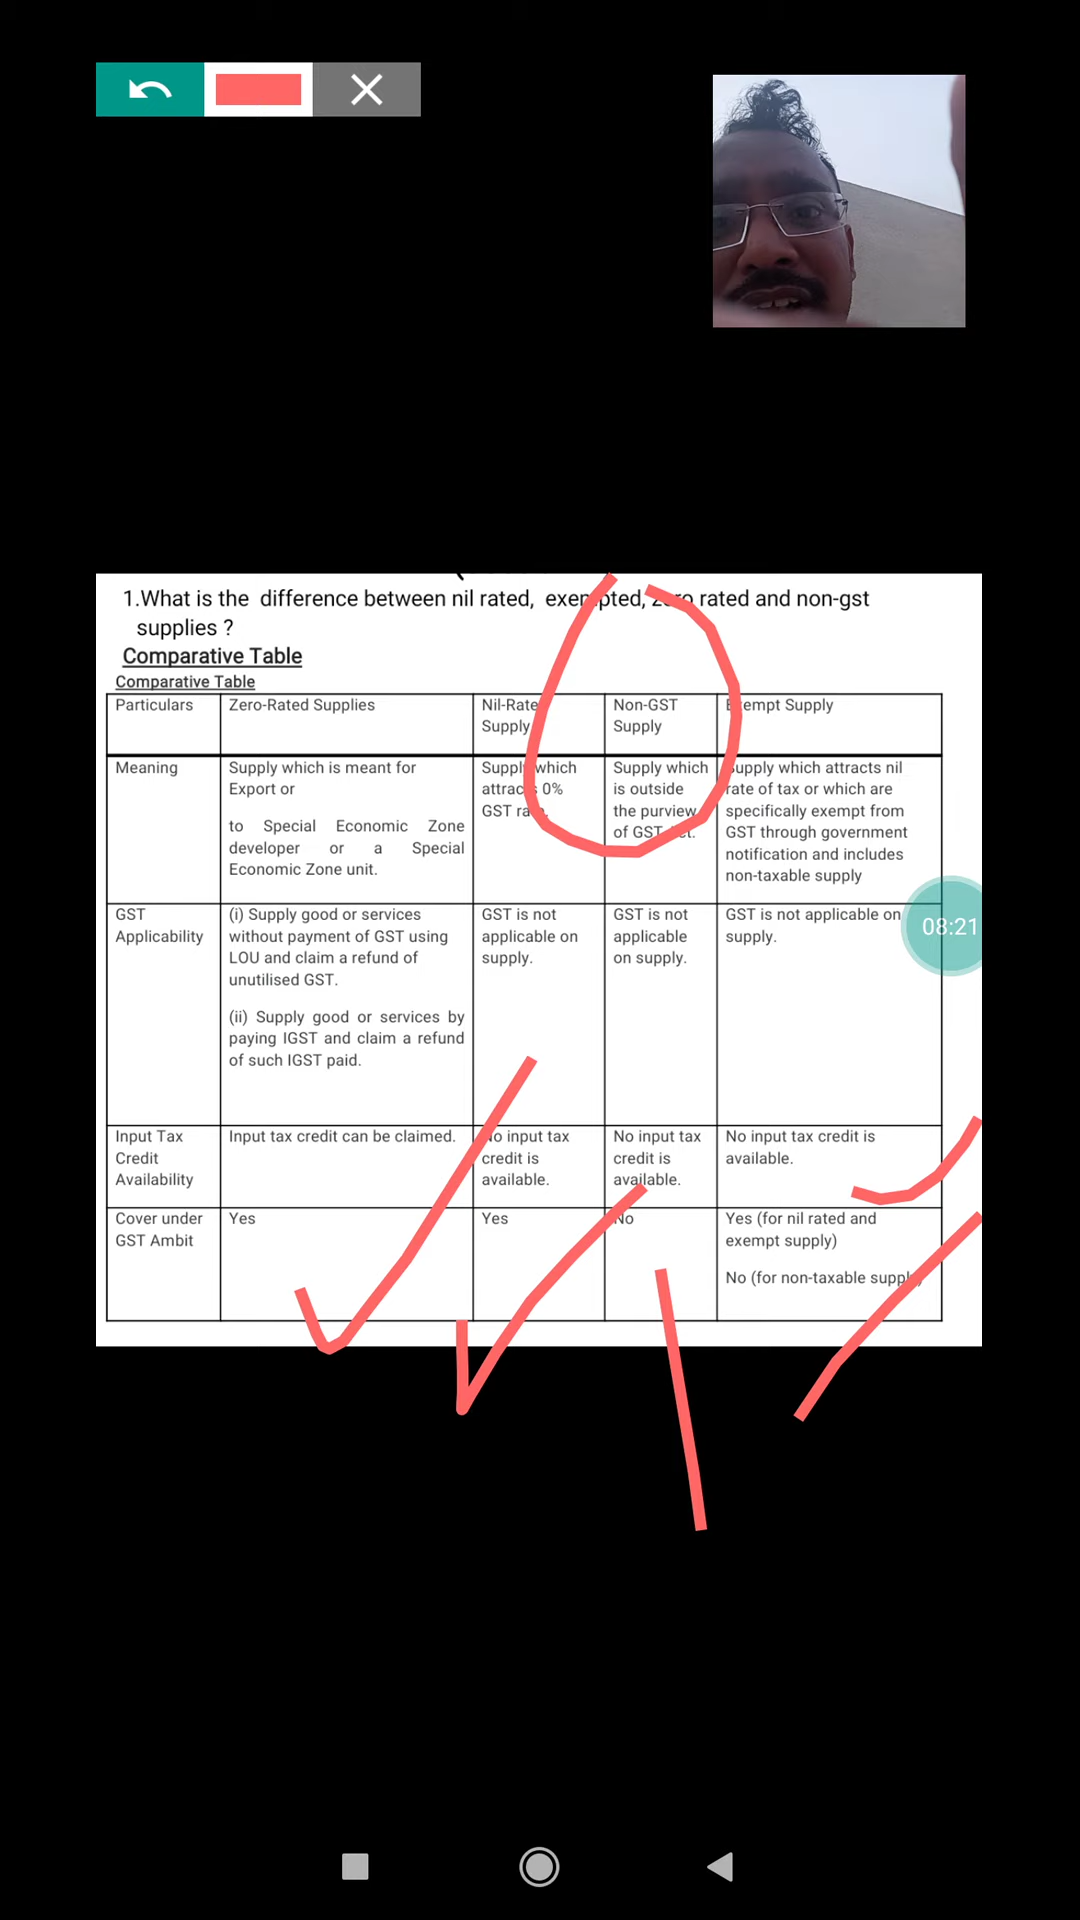 1.What is the difference between nil rated, exempted, zero rated and non-gst
supplies ?
Comparative Table
Comparative Table
Particulars
Zero-Rated Supplies
Nil-Rate
Supply
Non-GST
Supply
Exempt Supply
Meaning
Supply which is meant for
Export or
to Special Economic Zone
developer or a Special
Economic Zone unit.
Supply which
attracts 0%
GST rate.
Supply which
is outside
the purview
of GST Act.
Supply which attracts nil
rate of tax or which are
specifically exempt from
GST through government
notification and includes
non-taxable supply
GST
Applicability
(i) Supply good or services
without payment of GST using
LOU and claim a refund of
unutilised GST.
(ii) Supply good or services by
paying IGST and claim a refund
of such IGST paid.
GST is not
applicable on
supply.
GST is not
applicable
on supply.
GST is not applicable on
supply.
08:21
Input Tax
Credit
Availability
Input tax credit can be claimed.
No input tax
credit is
available.
No input tax
credit is
available.
No input tax credit is
available.
Cover under
GST Ambit
Yes
Yes
No
Yes (for nil rated and
exempt supply)
No (for non-taxable supply)